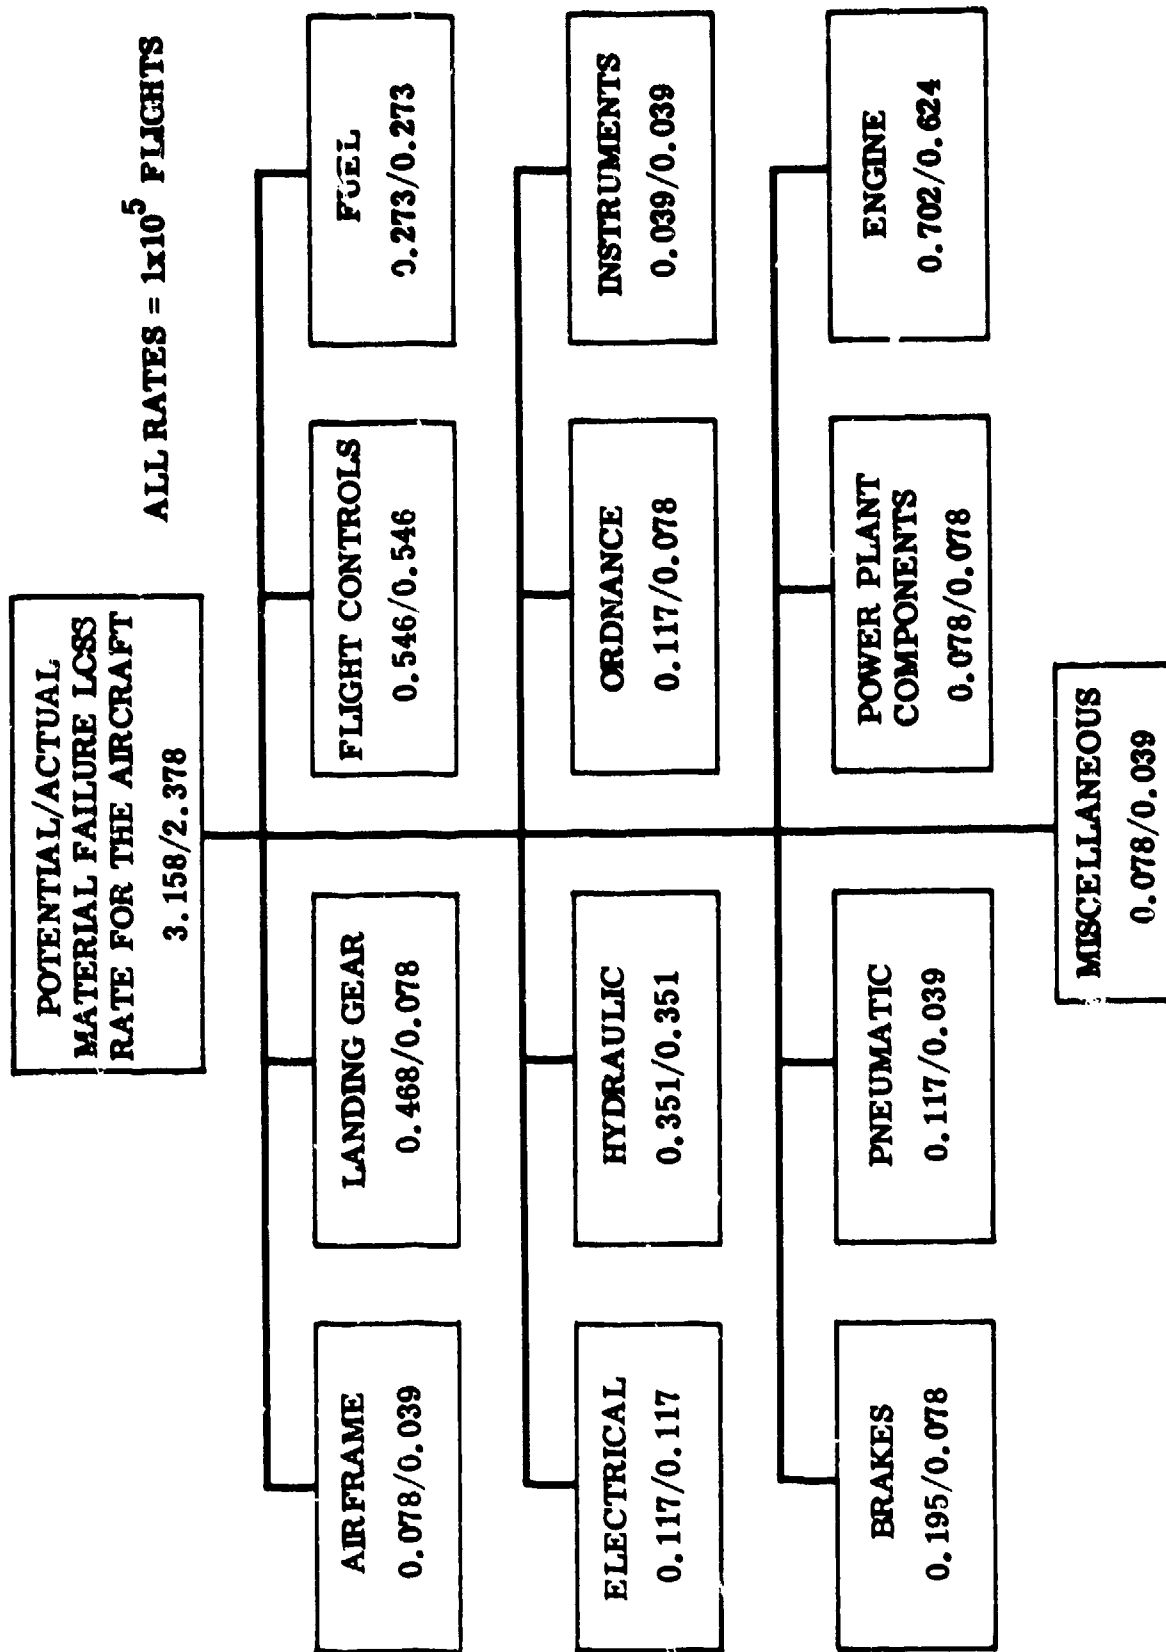 POTENTIAL/ACTUAL
MATERIAL FAILURE LOSS
RATE FOR THE AIRCRAFT
3.158/2.378
ALL RATES = 1x10⁵ FLIGHTS
AIRFRAME
0.078/0.039
LANDING GEAR
0.468/0.078
FLIGHT CONTROLS
0.546/0.546
FUEL
0.273/0.273
ELECTRICAL
0.117/0.117
HYDRAULIC
0.351/0.351
ORDNANCE
0.117/0.078
INSTRUMENTS
0.039/0.039
BRAKES
0.195/0.078
PNEUMATIC
0.117/0.039
POWER PLANT
COMPONENTS
0.078/0.078
ENGINE
0.702/0.624
MISCELLANEOUS
0.078/0.039